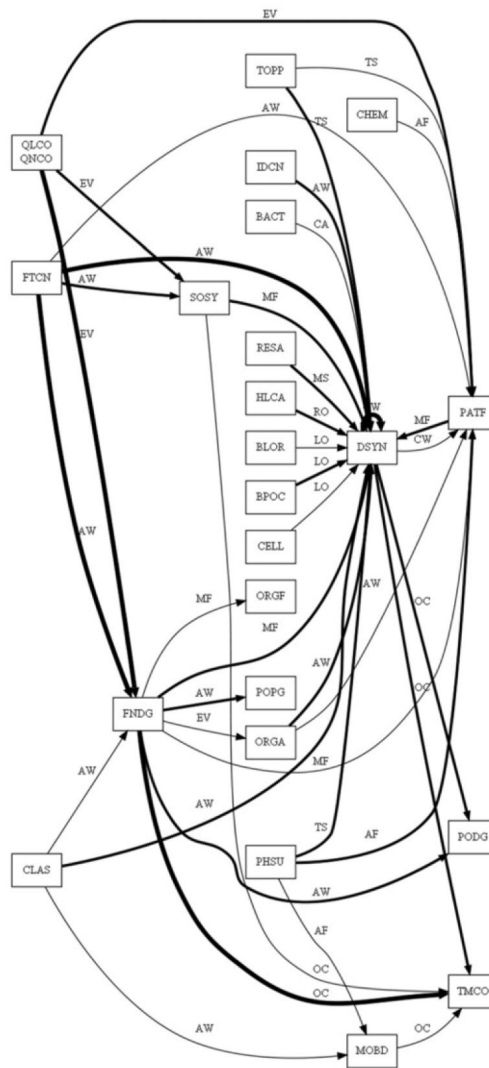 EV
TOPP
TS
CHEM
AW
TS
AF
QLCO
QNCO
IDCN
EV
AW
BACT
CA
AW
FTCN
AW
SOSY
MF
EV
RESA
MS
HLCA
RO
W
PATF
MF
BLOR
LO
DSYN
CW
LO
BPOC
LO
AW
CELL
ORGF
MF
AW
OC
MF
AW
POPG
AW
OC
FNDG
EV
ORGA
MF
AW
AW
TS
AF
PODG
CLAS
PHSU
AW
AF
OC
TMCO
OC
AW
OC
MOBD